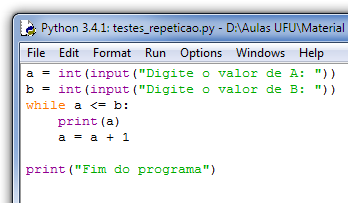 Python 3.4.1: testes_repeticao.py - D:\Aulas UFU\Material
File Edit Format Run Options Windows Help
a = int(input("Digite o valor de A: "))
b = int(input("Digite o valor de B: "))
while a <= b:
    print(a)
    a = a + 1
print("Fim do programa")